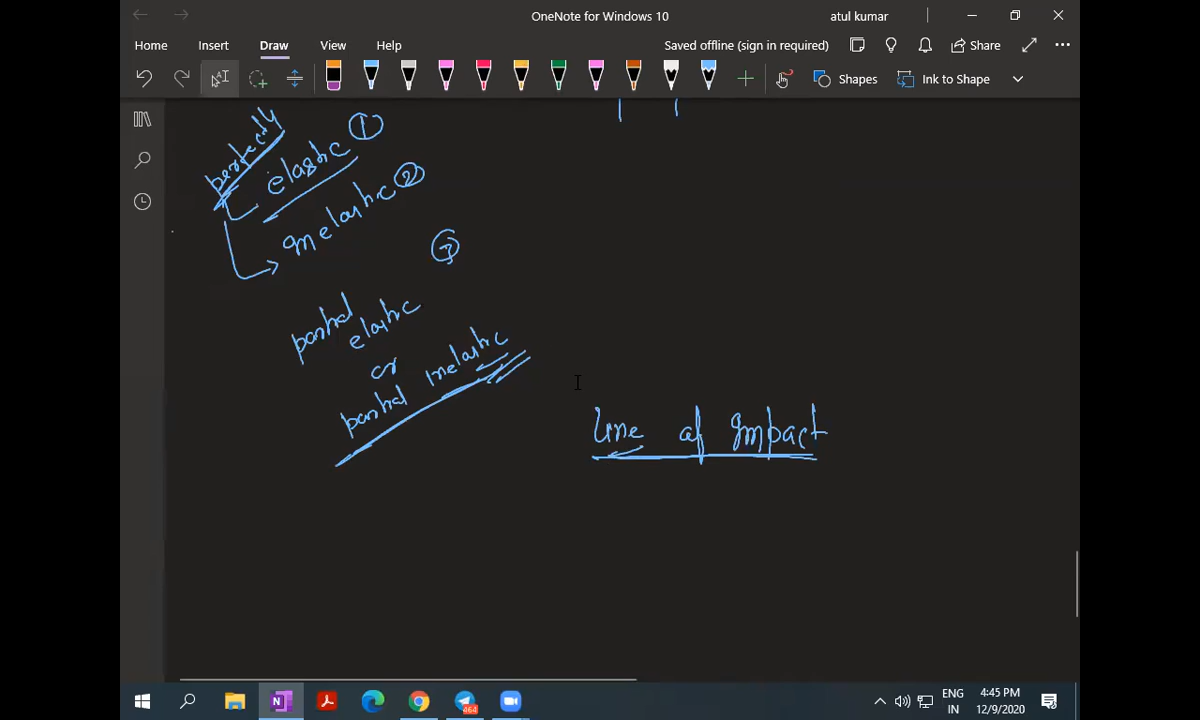 OneNote for Windows 10
atul kumar
Home Insert Draw View Help
Saved offline (sign in required)
Share
Shapes
Ink to Shape
perfectly
elastic ①
Inelastic ②
③
partial
elastic
or
partial inelastic
Line of Impact
464
ENG
IN
4:45 PM
12/9/2020